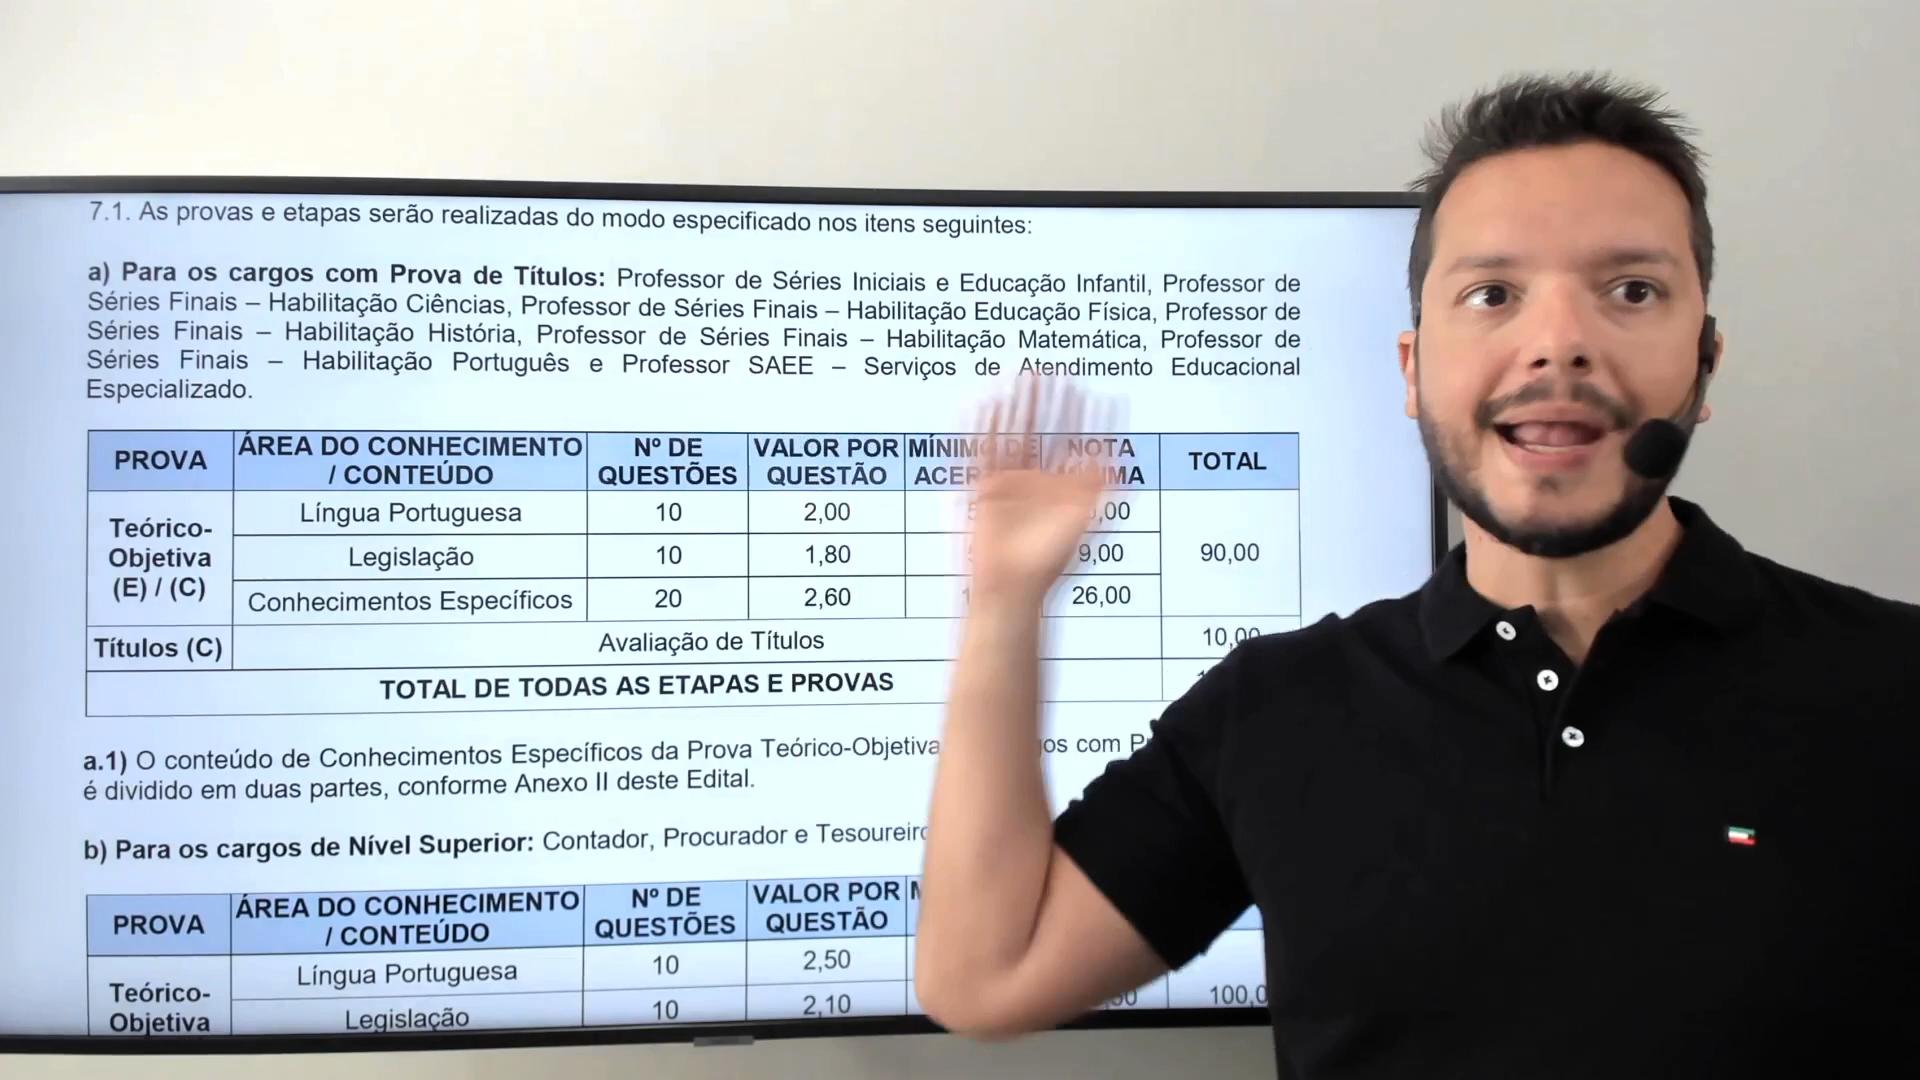 7.1. As provas e etapas serão realizadas do modo especificado nos itens seguintes:
a) Para os cargos com Prova de Títulos: Professor de Séries Iniciais e Educação Infantil, Professor de
Séries Finais – Habilitação Ciências, Professor de Séries Finais – Habilitação Educação Física, Professor de
Séries Finais – Habilitação História, Professor de Séries Finais – Habilitação Matemática, Professor de
Séries Finais – Habilitação Português e Professor SAEE – Serviços de Atendimento Educacional
Especializado.
PROVA ÁREA DO CONHECIMENTO / CONTEÚDO Nº DE QUESTÕES VALOR POR QUESTÃO MÍNIMO DE NOTA TOTAL
Teórico-Objetiva (E) / (C) Língua Portuguesa 10 2,00
Legislação 10 1,80 9,00 90,00
Conhecimentos Específicos 20 2,60 26,00
Títulos (C) Avaliação de Títulos 10,00
TOTAL DE TODAS AS ETAPAS E PROVAS
a.1) O conteúdo de Conhecimentos Específicos da Prova Teórico-Objetiva com
é dividido em duas partes, conforme Anexo II deste Edital.
b) Para os cargos de Nível Superior: Contador, Procurador e Tesoureiro
PROVA ÁREA DO CONHECIMENTO / CONTEÚDO Nº DE QUESTÕES VALOR POR QUESTÃO
Teórico-Objetiva Língua Portuguesa 10 2,50
Legislação 10 2,10 100,0